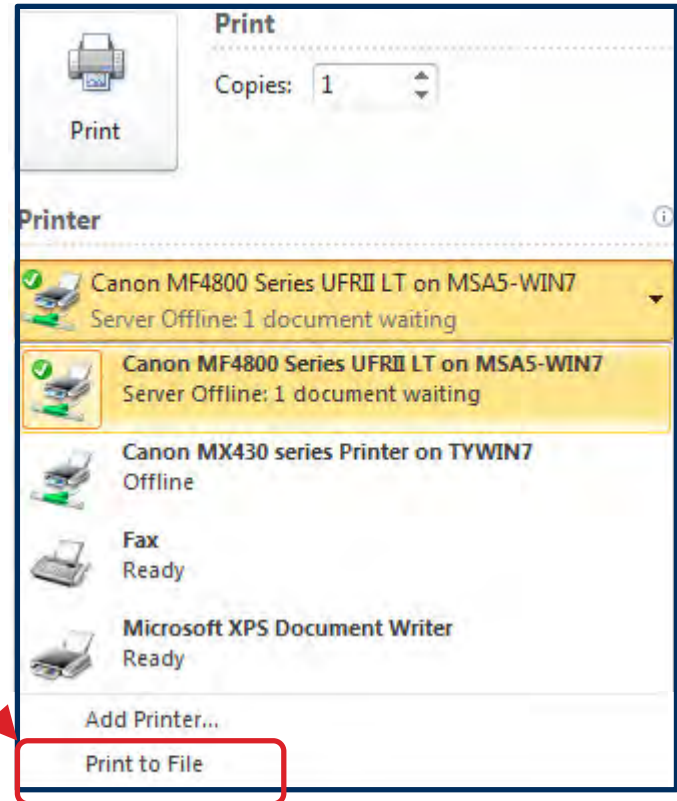 Print
Copies: 1
Print
Printer
Canon MF4800 Series UFRII LT on MSA5-WIN7
Server Offline: 1 document waiting
Canon MF4800 Series UFRII LT on MSA5-WIN7
Server Offline: 1 document waiting
Canon MX430 series Printer on TYWIN7
Offline
Fax
Ready
Microsoft XPS Document Writer
Ready
Add Printer...
Print to File